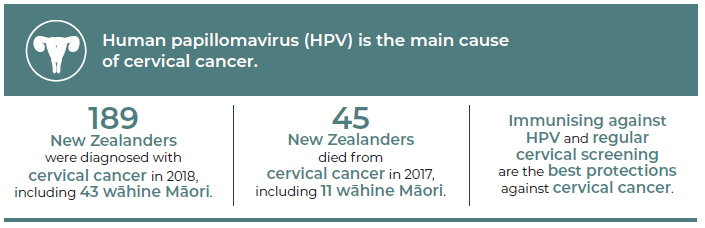 Human papillomavirus (HPV) is the main cause
of cervical cancer.
189
New Zealanders
were diagnosed with
cervical cancer in 2018,
including 43 wāhine Māori.
45
New Zealanders
died from
cervical cancer in 2017,
including 11 wāhine Māori.
Immunising against
HPV and regular
cervical screening
are the best protections
against cervical cancer.